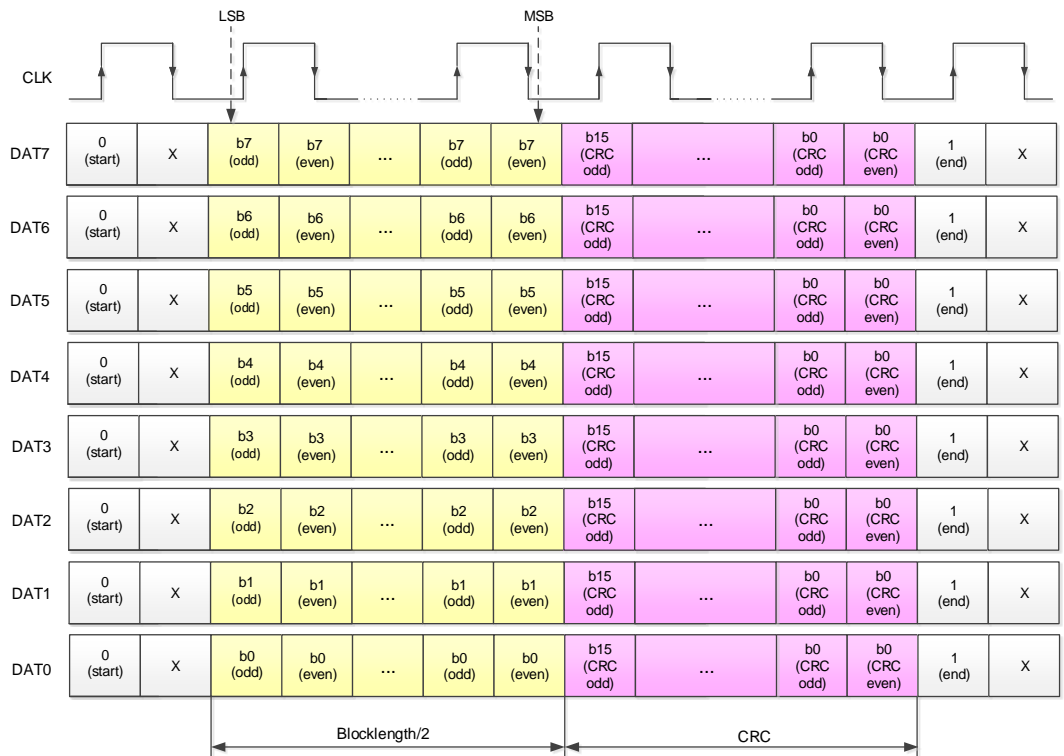 LSB MSB
CLK
DAT7 0 (start) X b7 (odd) b7 (even) ... b7 (odd) b7 (even) b15 (CRC odd) ... b0 (CRC odd) b0 (CRC even) 1 (end) X
DAT6 0 (start) X b6 (odd) b6 (even) ... b6 (odd) b6 (even) b15 (CRC odd) ... b0 (CRC odd) b0 (CRC even) 1 (end) X
DAT5 0 (start) X b5 (odd) b5 (even) ... b5 (odd) b5 (even) b15 (CRC odd) ... b0 (CRC odd) b0 (CRC even) 1 (end) X
DAT4 0 (start) X b4 (odd) b4 (even) ... b4 (odd) b4 (even) b15 (CRC odd) ... b0 (CRC odd) b0 (CRC even) 1 (end) X
DAT3 0 (start) X b3 (odd) b3 (even) ... b3 (odd) b3 (even) b15 (CRC odd) ... b0 (CRC odd) b0 (CRC even) 1 (end) X
DAT2 0 (start) X b2 (odd) b2 (even) ... b2 (odd) b2 (even) b15 (CRC odd) ... b0 (CRC odd) b0 (CRC even) 1 (end) X
DAT1 0 (start) X b1 (odd) b1 (even) ... b1 (odd) b1 (even) b15 (CRC odd) ... b0 (CRC odd) b0 (CRC even) 1 (end) X
DAT0 0 (start) X b0 (odd) b0 (even) ... b0 (odd) b0 (even) b15 (CRC odd) ... b0 (CRC odd) b0 (CRC even) 1 (end) X
Blocklength/2 CRC